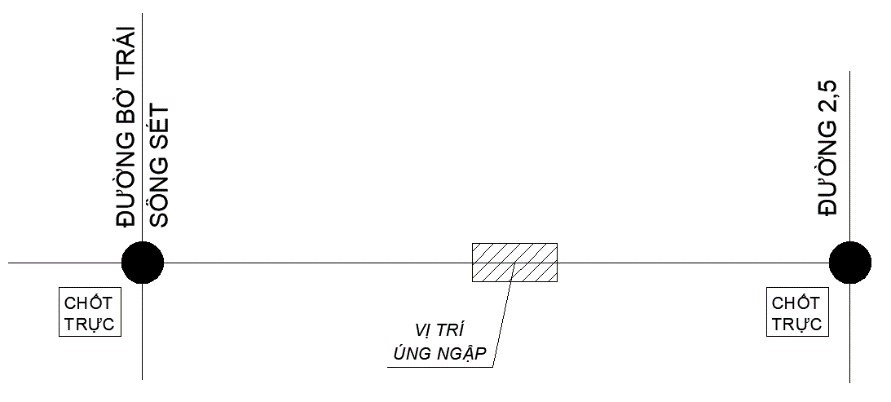 ĐƯỜNG BỜ TRÁI
SÔNG SÉT
ĐƯỜNG 2,5
CHỐT
TRỰC
VỊ TRÍ
ÚNG NGẬP
CHỐT
TRỰC